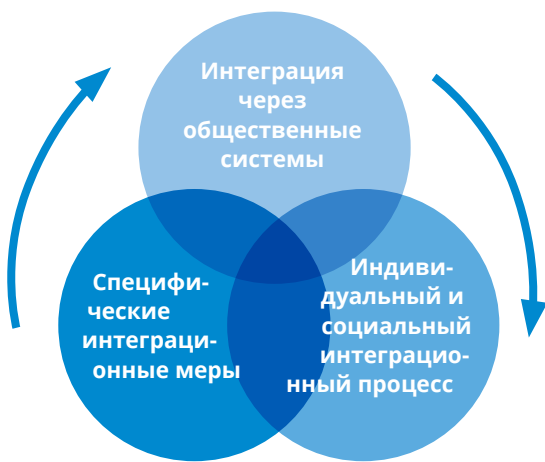 Интеграция
через
общественные
системы
Специфи-
ческие
интеграци-
онные меры
Индиви-
дуальный и
социальный
интеграцио-
нный процесс